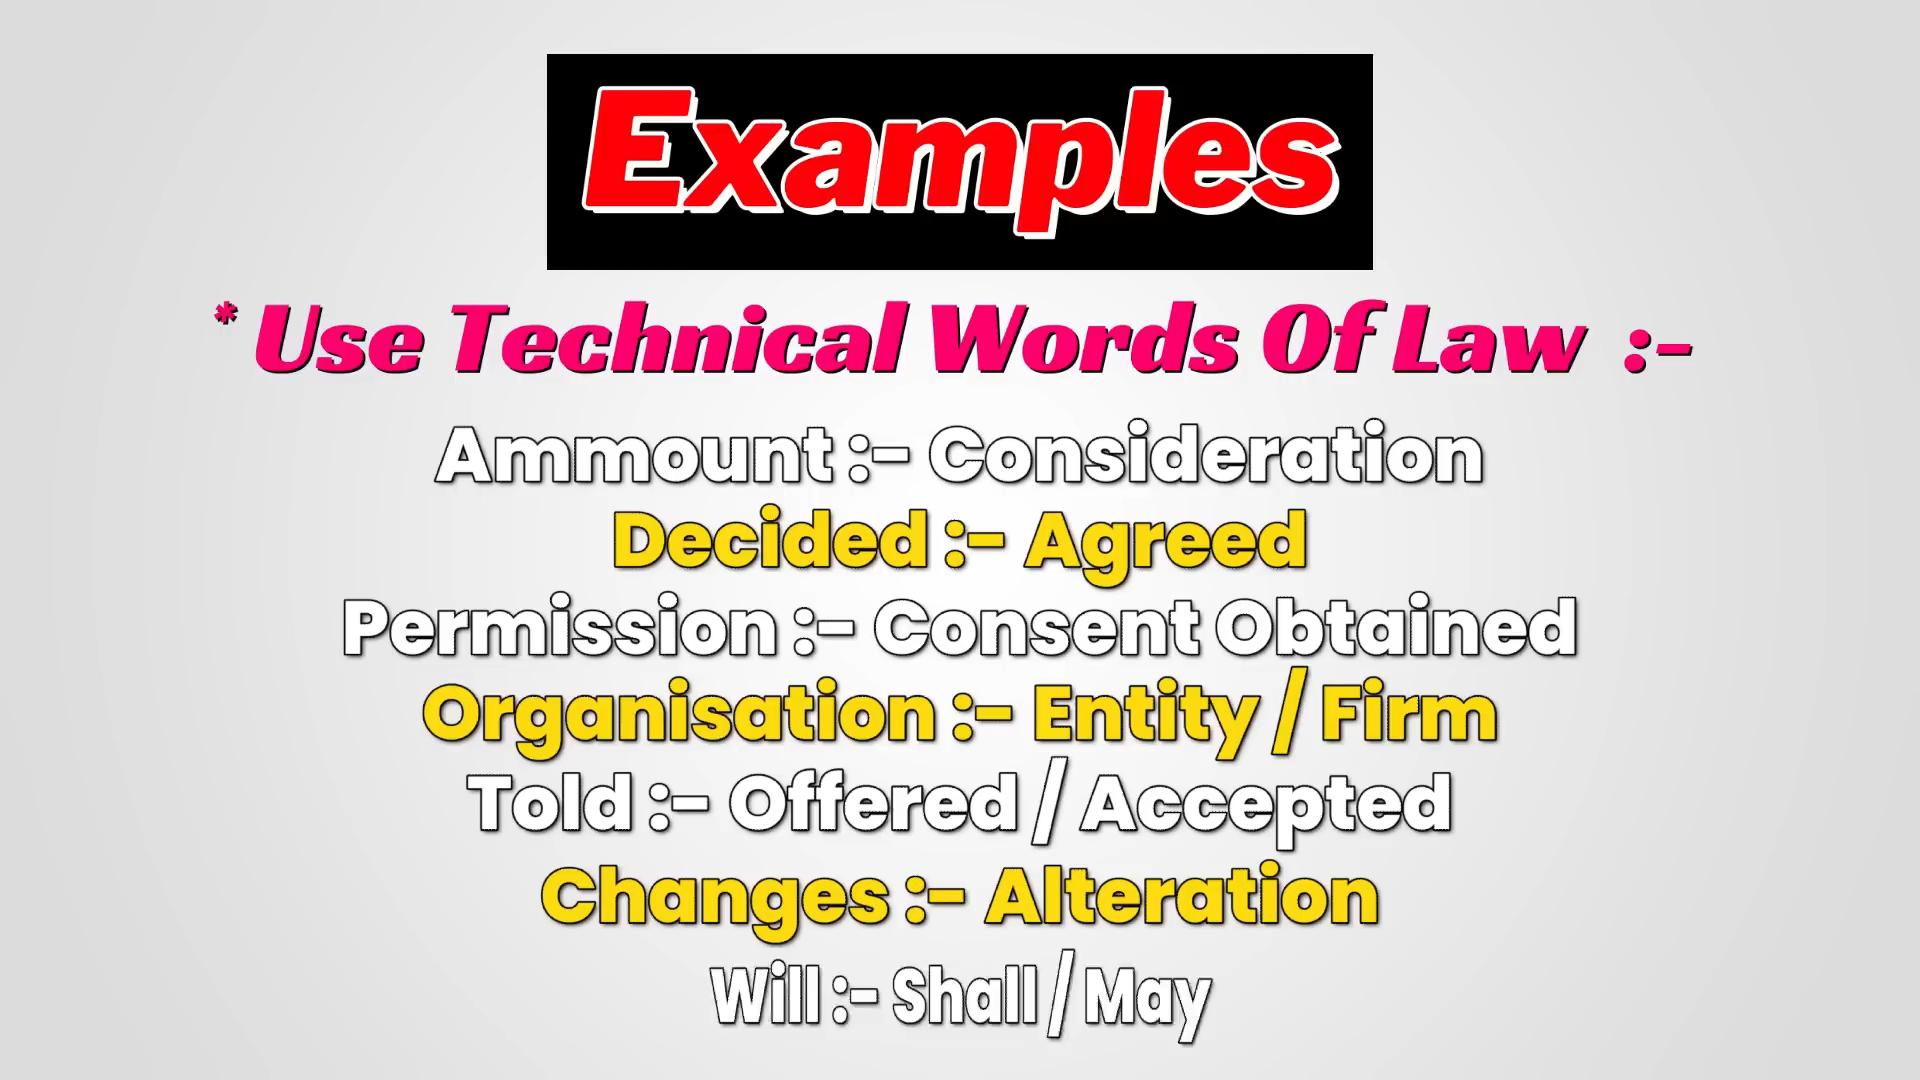 Examples
* Use Technical Words Of Law :-
Ammount :- Consideration
Decided :- Agreed
Permission :- Consent Obtained
Organisation :- Entity / Firm
Told :- Offered / Accepted
Changes :- Alteration
Will :- Shall / May